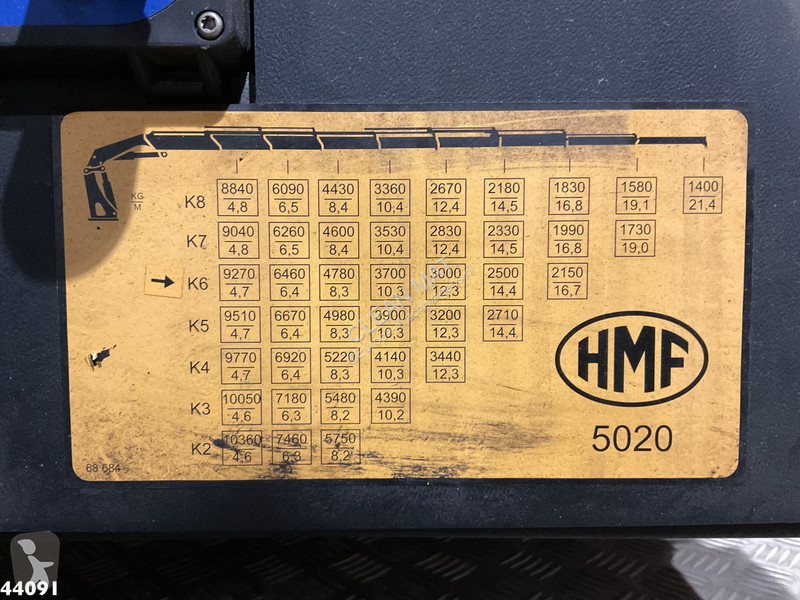 KG
M
K8 8840 6090 4430 3360 2670 2180 1830 1580 1400
4,8 6,5 8,4 10,4 12,4 14,5 16,8 19,1 21,4
K7 9040 6260 4600 3530 2830 2330 1990 1730
4,8 6,5 8,4 10,4 12,4 14,5 16,8 19,0
K6 9270 6460 4780 3700 3000 2500 2150
4,7 6,4 8,3 10,3 12,3 14,4 16,7
K5 9510 6670 4980 3900 3200 2710
4,7 6,4 8,3 10,3 12,3 14,4
K4 9770 6920 5220 4140 3440
4,7 6,4 8,3 10,3 12,3
K3 10050 7180 5480 4390
4,6 6,3 8,2 10,2
K2 10360 7460 5750
4,6 6,3 8,2
HMF
5020
68 684
44091